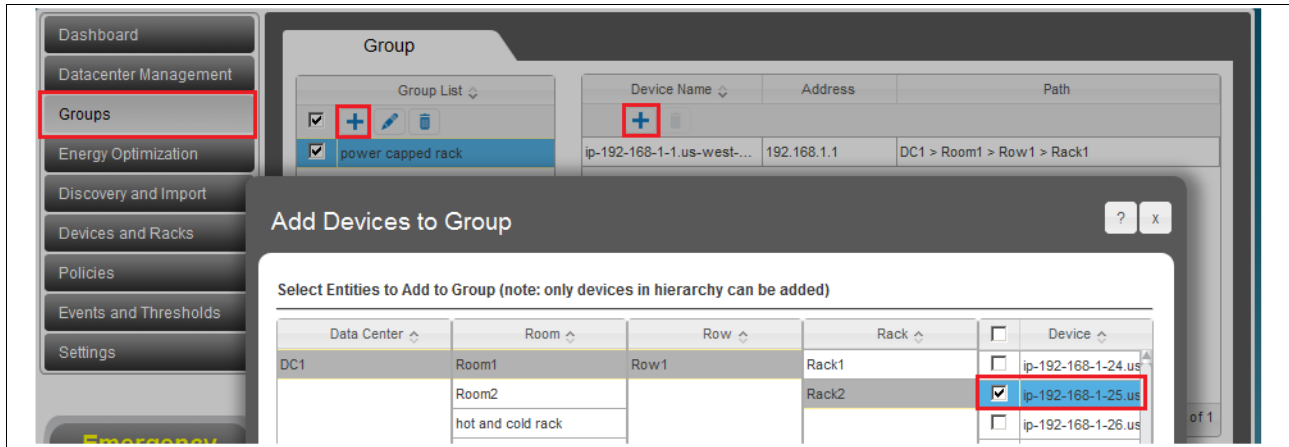 Dashboard
Datacenter Management
Groups
Energy Optimization
Discovery and Import
Devices and Racks
Policies
Events and Thresholds
Settings
Emergency
Group
Group List
power capped rack
Device Name Address Path
ip-192-168-1-1.us-west-... 192.168.1.1 DC1 > Room1 > Row1 > Rack1
Add Devices to Group
? x
Select Entities to Add to Group (note: only devices in hierarchy can be added)
Data Center Room Row Rack Device
DC1 Room1 Row1 Rack1 ip-192-168-1-24.us
Room2 Rack2 ip-192-168-1-25.us
hot and cold rack ip-192-168-1-26.us
of 1